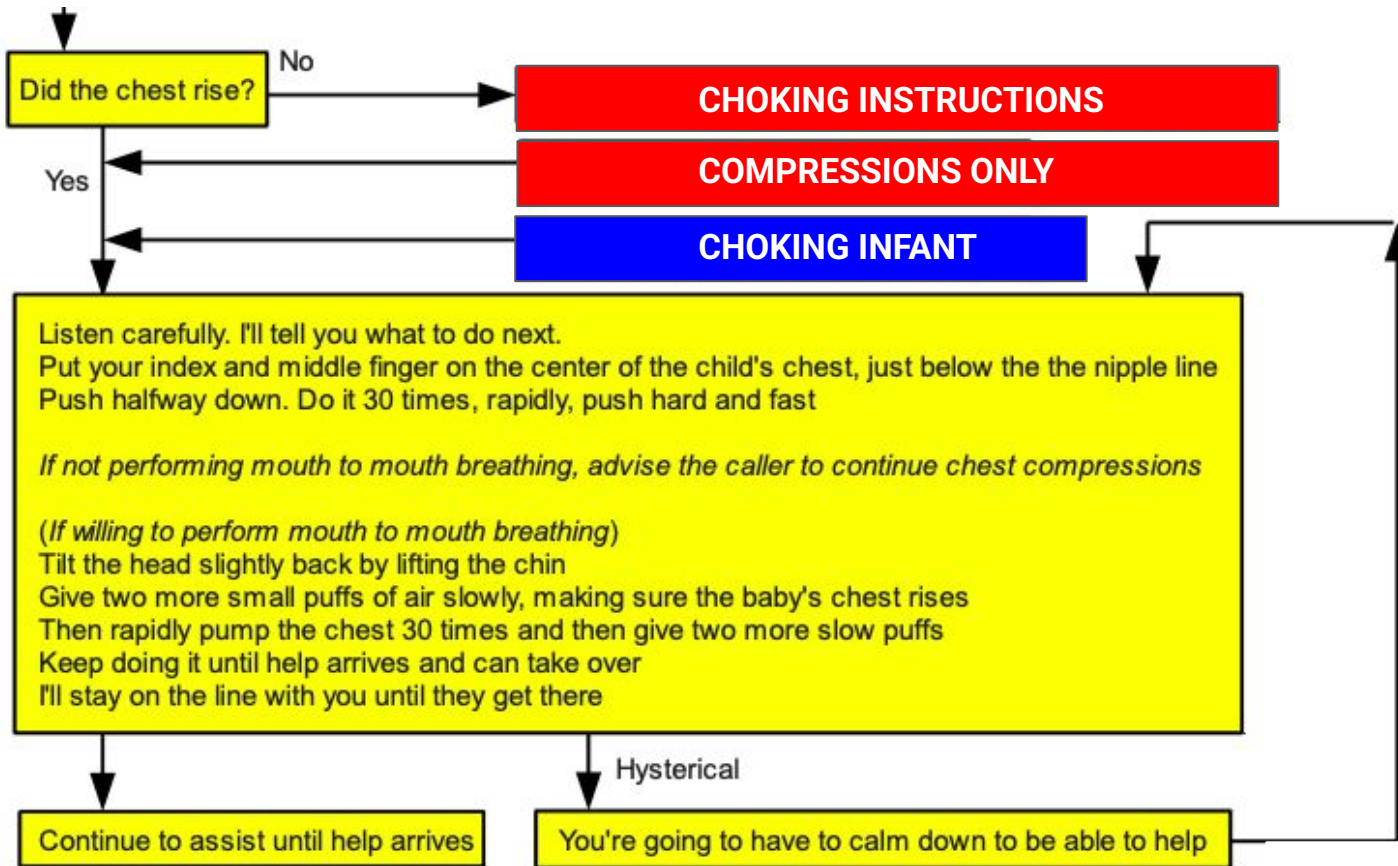 Did the chest rise?
No
CHOKING INSTRUCTIONS
COMPRESSIONS ONLY
Yes
CHOKING INFANT
Listen carefully. I'll tell you what to do next.
Put your index and middle finger on the center of the child's chest, just below the the nipple line
Push halfway down. Do it 30 times, rapidly, push hard and fast
If not performing mouth to mouth breathing, advise the caller to continue chest compressions
(If willing to perform mouth to mouth breathing)
Tilt the head slightly back by lifting the chin
Give two more small puffs of air slowly, making sure the baby's chest rises
Then rapidly pump the chest 30 times and then give two more slow puffs
Keep doing it until help arrives and can take over
I'll stay on the line with you until they get there
Hysterical
Continue to assist until help arrives
You're going to have to calm down to be able to help